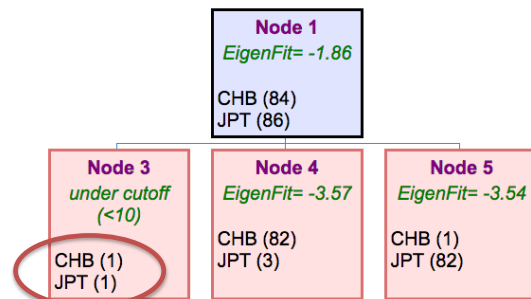 Node 1
EigenFit= -1.86
CHB (84)
JPT (86)
Node 3
under cutoff
(<10)
CHB (1)
JPT (1)
Node 4
EigenFit= -3.57
CHB (82)
JPT (3)
Node 5
EigenFit= -3.54
CHB (1)
JPT (82)